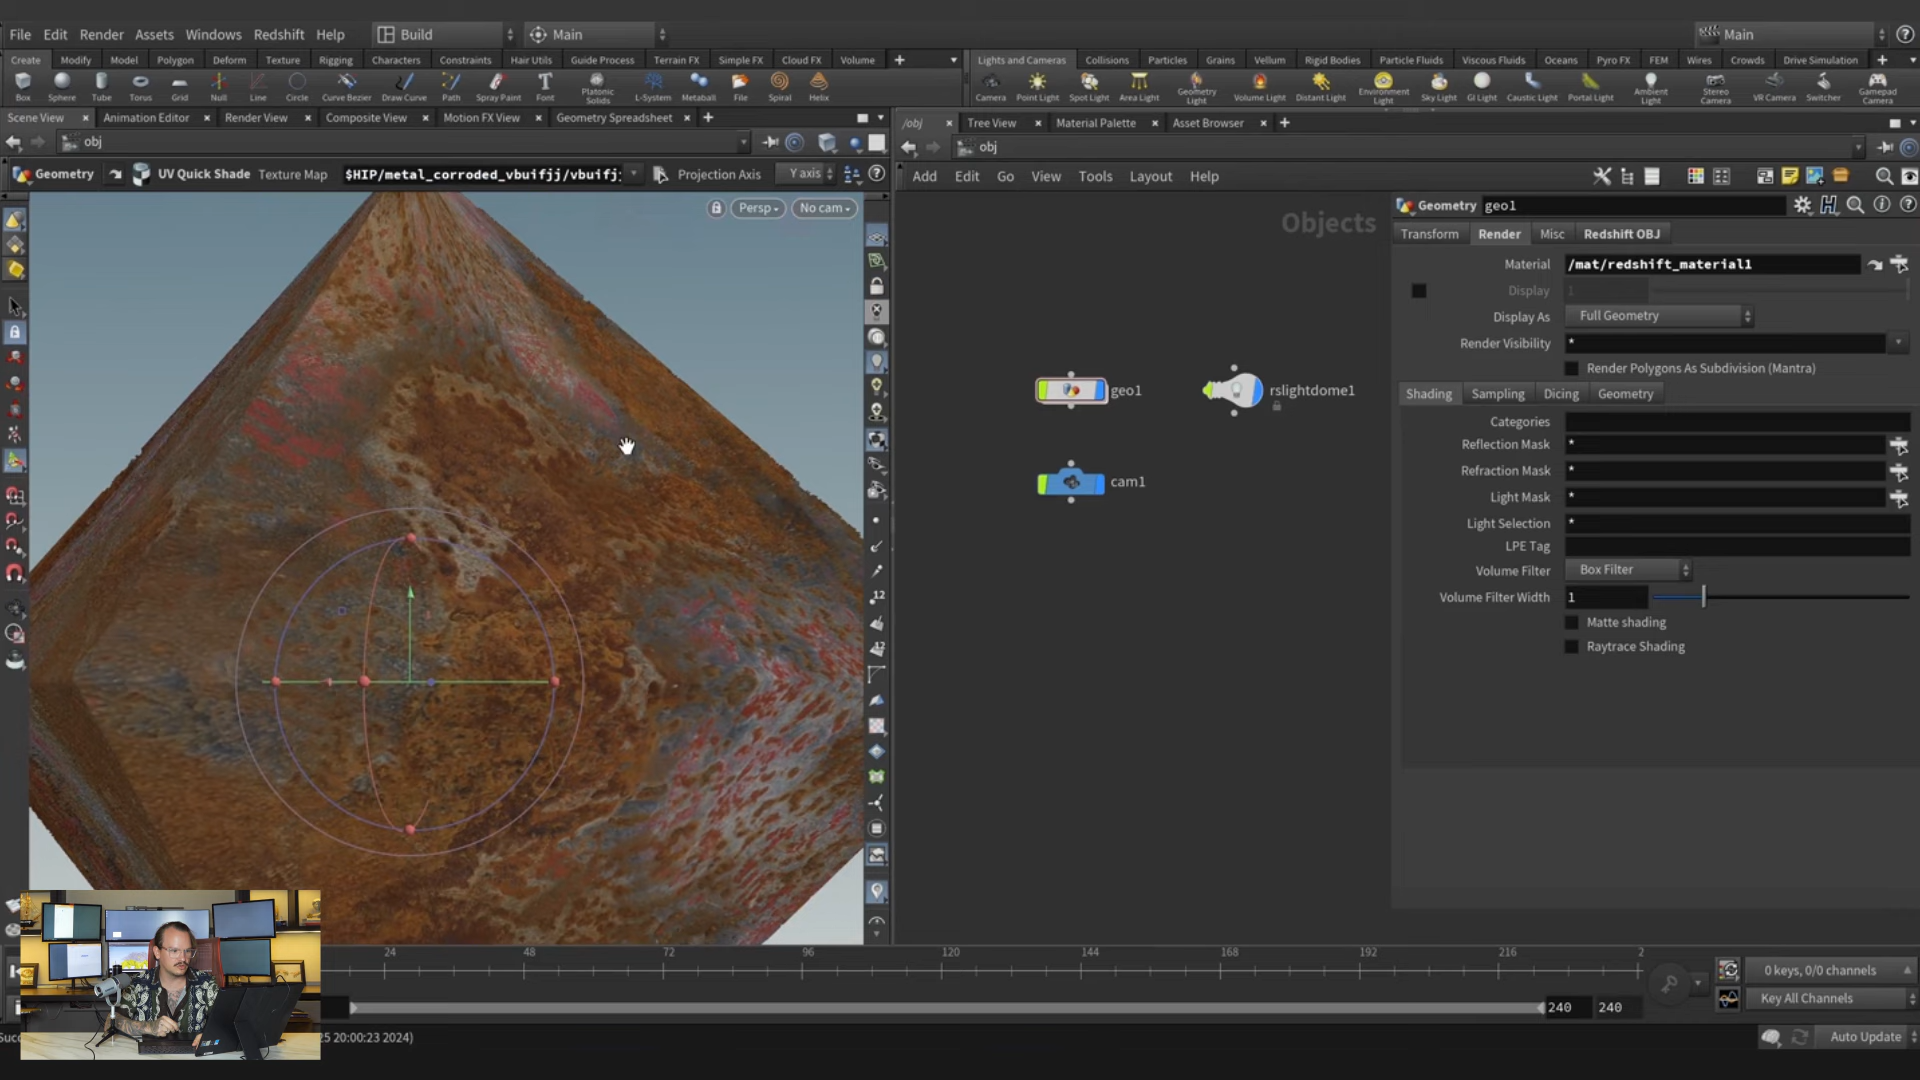 File Edit Render Assets Windows Redshift Help Build Main Main
Create Modify Model Polygon Deform Texture Rigging Characters Constraints Hair Utils Guide Process Terrain FX Simple FX Cloud FX Volume
Lights and Cameras Collisions Particles Grains Vellum Rigid Bodies Particle Fluids Viscous Fluids Oceans Pyro FX FEM Wires Crowds Drive Simulation
Box Sphere Tube Torus Grid Null Line Circle Curve Bezier Draw Curve Path Spray Paint Font Platonic Solids L-System Metaball File Spiral Helix
Camera Point Light Spot Light Area Light Geometry Light Volume Light Distant Light Environment Light Sky Light GI Light Caustic Light Portal Light Ambient Light Stereo Camera VR Camera Switcher Gamepad Camera
Scene View Animation Editor Render View Composite View Motion FX View Geometry Spreadsheet
/obj Tree View Material Palette Asset Browser
obj
obj
Geometry UV Quick Shade Texture Map $HIP/metal_corroded_vbuifjj/vbuifj Projection Axis Y axis
Add Edit Go View Tools Layout Help
Persp No cam
Objects
geo1 rslightdome1
cam1
Geometry geo1
Transform Render Misc Redshift OBJ
Material /mat/redshift_material1
Display 1
Display As Full Geometry
Render Visibility *
Render Polygons As Subdivision (Mantra)
Shading Sampling Dicing Geometry
Categories
Reflection Mask *
Refraction Mask *
Light Mask *
Light Selection *
LPE Tag
Volume Filter Box Filter
Volume Filter Width 1
Matte shading
Raytrace Shading
12
12
24 48 72 96 120 144 168 192 216 2
0 keys, 0/0 channels
240 240 Key All Channels
Succ 25 20:00:23 2024)
Auto Update